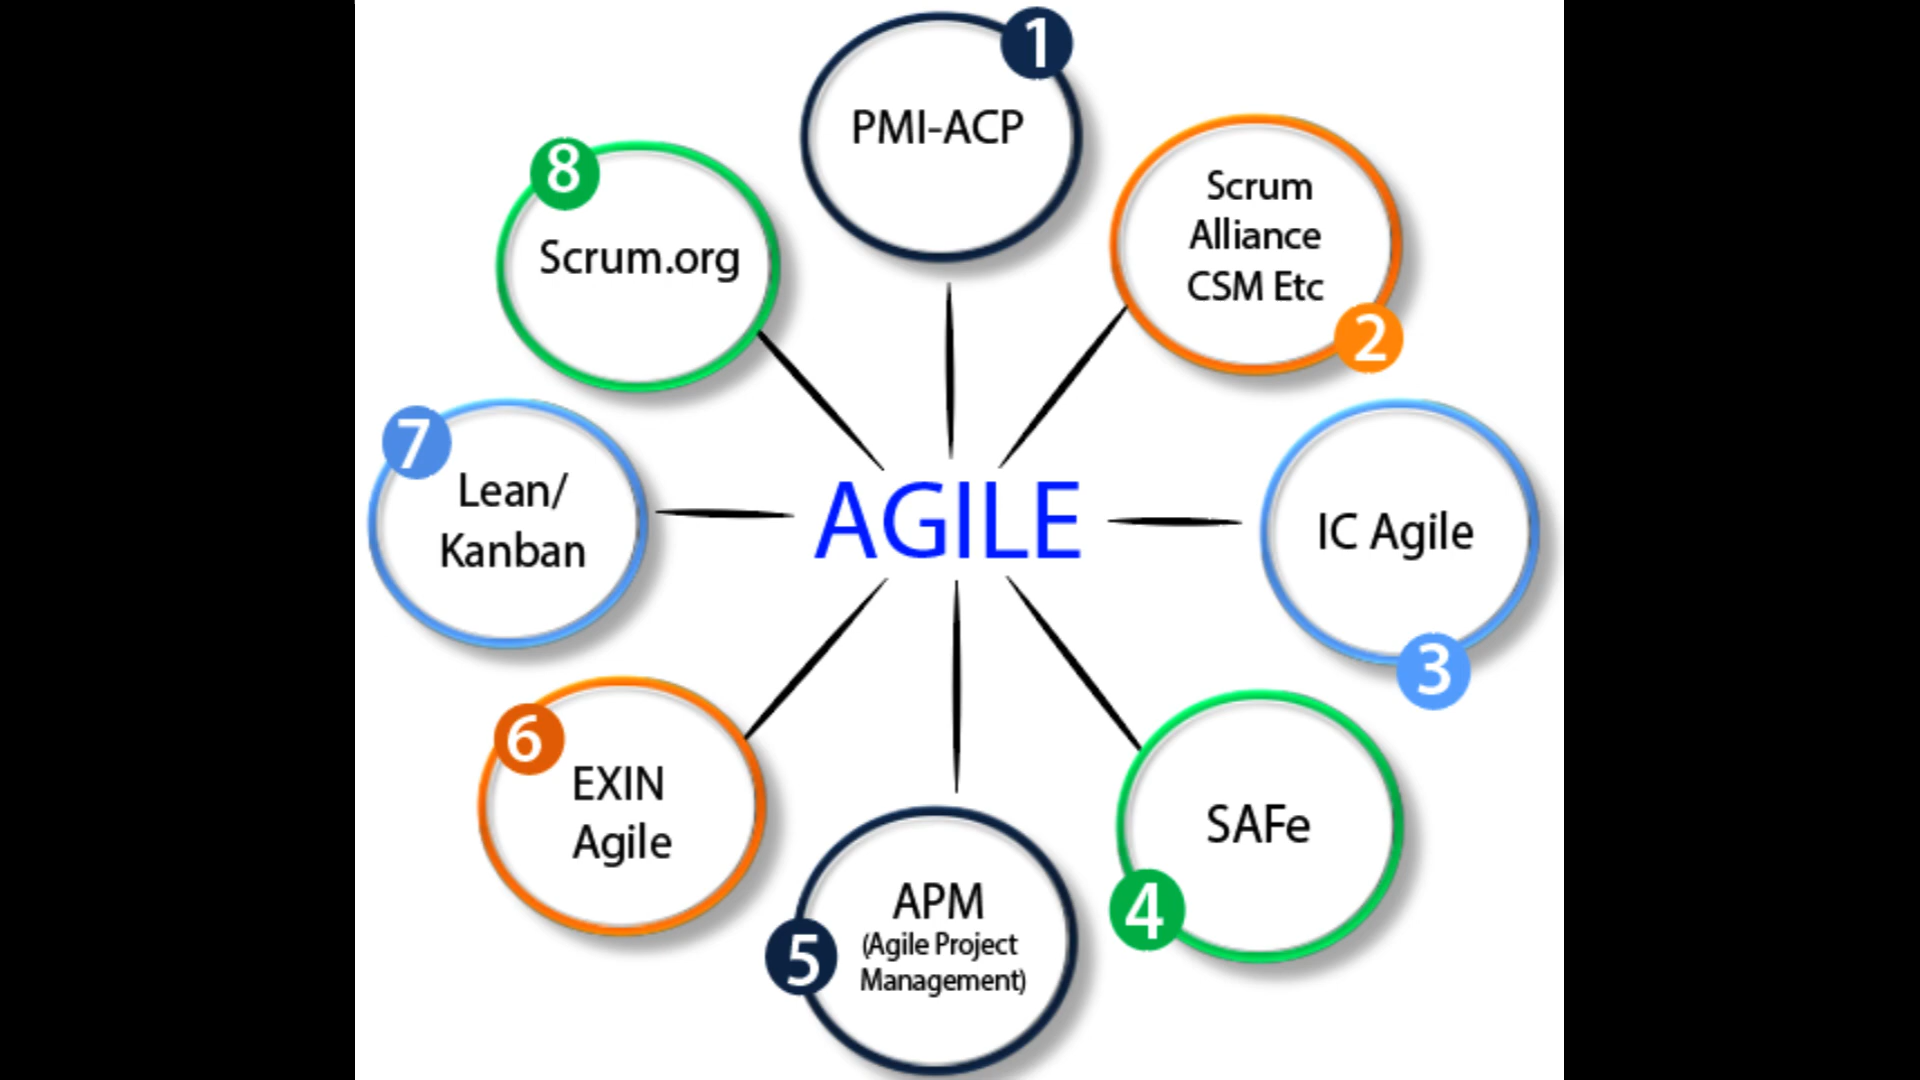 1
PMI-ACP
Scrum
Alliance
CSM Etc
2
IC Agile
3
SAFe
4
APM
(Agile Project
Management)
5
6
EXIN
Agile
7
Lean/
Kanban
8
Scrum.org
AGILE